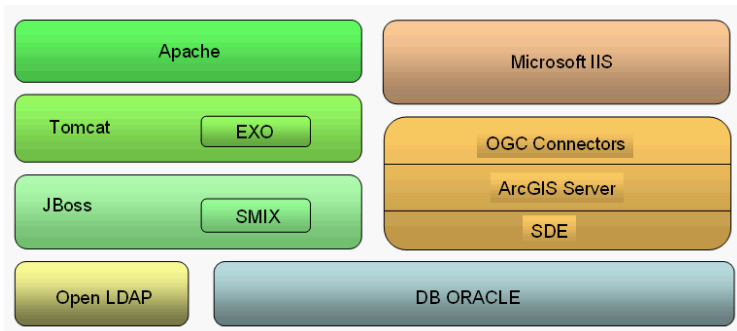 Apache
Microsoft IIS
Tomcat
EXO
OGC Connectors
ArcGIS Server
JBoss
SMIX
SDE
Open LDAP
DB ORACLE